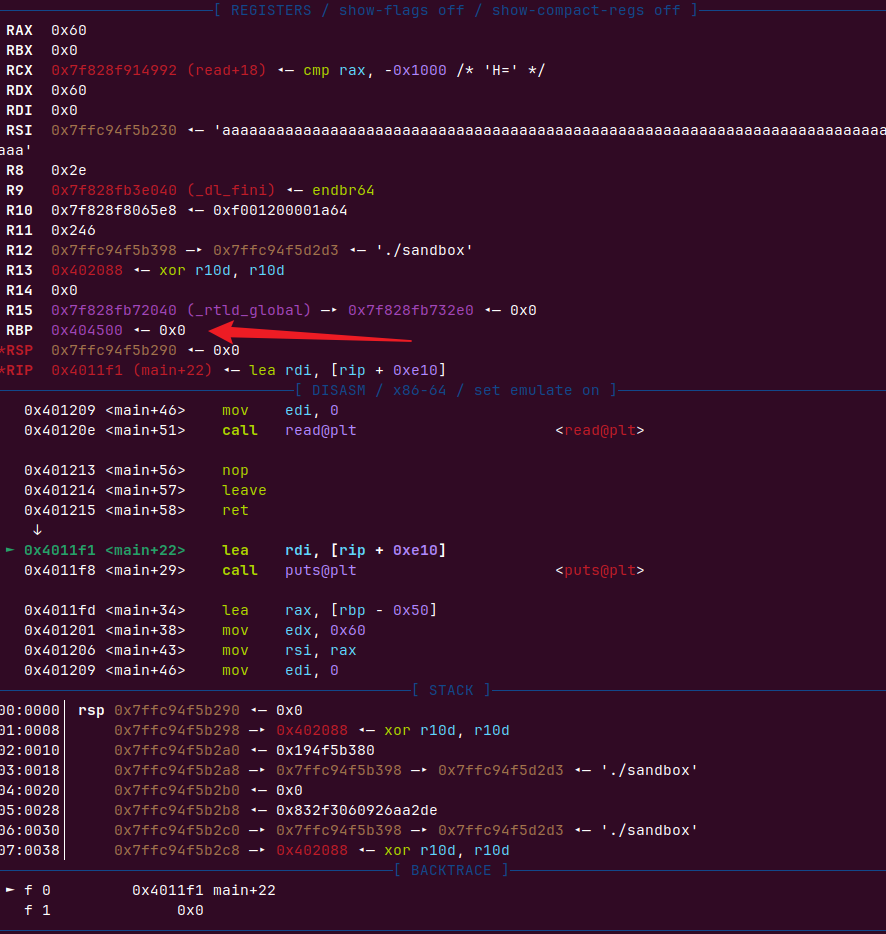 [ REGISTERS / show-flags off / show-compact-regs off ]
RAX 0x60
RBX 0x0
RCX 0x7f828f914992 (read+18) ◂— cmp rax, -0x1000 /* 'H=' */
RDX 0x60
RDI 0x0
RSI 0x7ffc94f5b230 ◂— 'aaaaaaaaaaaaaaaaaaaaaaaaaaaaaaaaaaaaaaaaaaaaaaaaaaaaaaaaaaaaaaaaaaaaaaaaaa
aaa'
R8 0x2e
R9 0x7f828fb3e040 (_dl_fini) ◂— endbr64
R10 0x7f828f8065e8 ◂— 0xf001200001a64
R11 0x246
R12 0x7ffc94f5b398 —▸ 0x7ffc94f5d2d3 ◂— './sandbox'
R13 0x402088 ◂— xor r10d, r10d
R14 0x0
R15 0x7f828fb72040 (_rtld_global) —▸ 0x7f828fb732e0 ◂— 0x0
RBP 0x404500 ◂— 0x0
*RSP 0x7ffc94f5b290 ◂— 0x0
*RIP 0x4011f1 (main+22) ◂— lea rdi, [rip + 0xe10]
[ DISASM / x86-64 / set emulate on ]
0x401209 <main+46> mov edi, 0
0x40120e <main+51> call read@plt <read@plt>
0x401213 <main+56> nop
0x401214 <main+57> leave
0x401215 <main+58> ret
↓
► 0x4011f1 <main+22> lea rdi, [rip + 0xe10]
0x4011f8 <main+29> call puts@plt <puts@plt>
0x4011fd <main+34> lea rax, [rbp - 0x50]
0x401201 <main+38> mov edx, 0x60
0x401206 <main+43> mov rsi, rax
0x401209 <main+46> mov edi, 0
[ STACK ]
00:0000│ rsp 0x7ffc94f5b290 ◂— 0x0
01:0008│ 0x7ffc94f5b298 —▸ 0x402088 ◂— xor r10d, r10d
02:0010│ 0x7ffc94f5b2a0 ◂— 0x194f5b380
03:0018│ 0x7ffc94f5b2a8 —▸ 0x7ffc94f5b398 —▸ 0x7ffc94f5d2d3 ◂— './sandbox'
04:0020│ 0x7ffc94f5b2b0 ◂— 0x0
05:0028│ 0x7ffc94f5b2b8 ◂— 0x832f3060926aa2de
06:0030│ 0x7ffc94f5b2c0 —▸ 0x7ffc94f5b398 —▸ 0x7ffc94f5d2d3 ◂— './sandbox'
07:0038│ 0x7ffc94f5b2c8 —▸ 0x402088 ◂— xor r10d, r10d
[ BACKTRACE ]
► f 0 0x4011f1 main+22
f 1 0x0